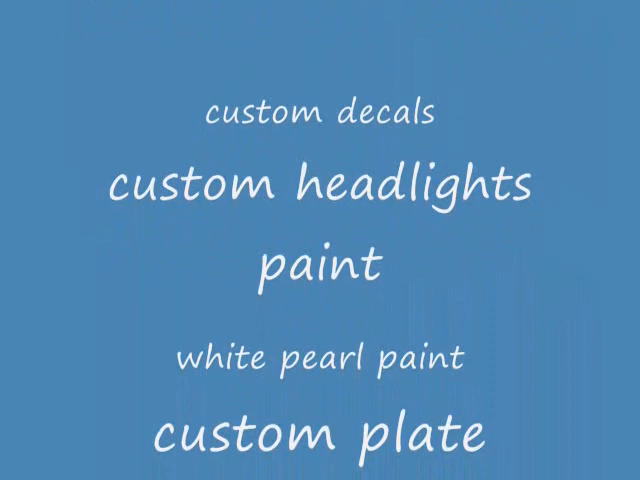 custom decals
custom headlights
paint
white pearl paint
custom plate